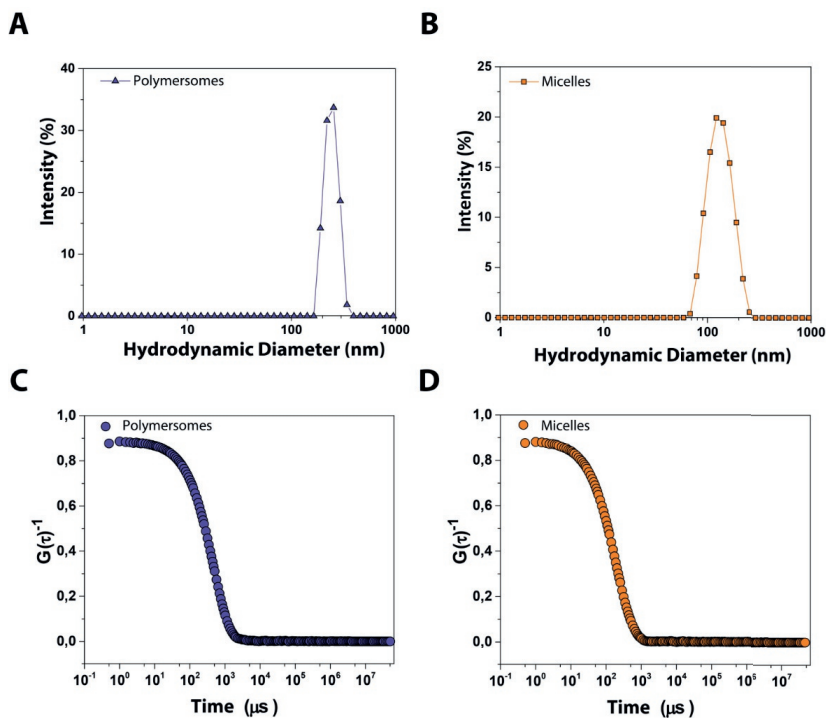 A
B
Polymersomes
40
30
20
10
0
Intensity (%)
1
10
100
1000
Hydrodynamic Diameter (nm)
Micelles
25
20
15
10
5
0
Intensity (%)
1
10
100
1000
Hydrodynamic Diameter (nm)
C
D
Polymersomes
1,0
0,8
0,6
0,4
0,2
0,0
G(τ)⁻¹
10⁻¹ 10⁰ 10¹ 10² 10³ 10⁴ 10⁵ 10⁶ 10⁷
Time (µs)
Micelles
1,0
0,8
0,6
0,4
0,2
0,0
G(τ)⁻¹
10⁻¹ 10⁰ 10¹ 10² 10³ 10⁴ 10⁵ 10⁶ 10⁷
Time (µs)